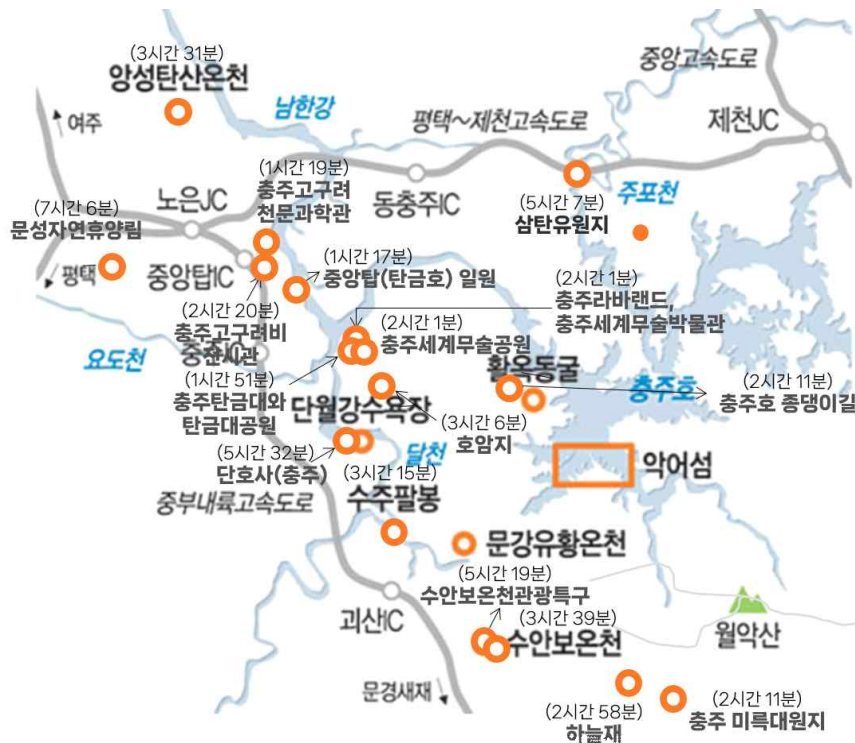 (3시간 31분)
앙성탄산온천
중앙고속도로
남한강
여주
평택~제천고속도로
제천JC
(1시간 19분)
충주고구려
천문과학관
(7시간 6분)
문성자연휴양림
노은JC
동충주IC
(5시간 7분)
삼탄유원지
주포천
평택
중앙탑IC
(1시간 17분)
중앙탑(탄금호) 일원
(2시간 1분)
충주라바랜드,
충주세계무술박물관
(2시간 20분)
충주고구려비
전시관
(2시간 1분)
충주세계무술공원
요도천
활옥동굴
충주호
(2시간 11분)
충주호 종댕이길
(1시간 51분)
충주탄금대와
탄금대공원
단월강수욕장
(3시간 6분)
호암지
달천
(5시간 32분)
단호사(충주)
악어섬
(3시간 15분)
수주팔봉
중부내륙고속도로
문강유황온천
(5시간 19분)
수안보온천관광특구
(3시간 39분)
수안보온천
괴산IC
월악산
문경새재
(2시간 58분)
하늘재
(2시간 11분)
충주 미륵대원지